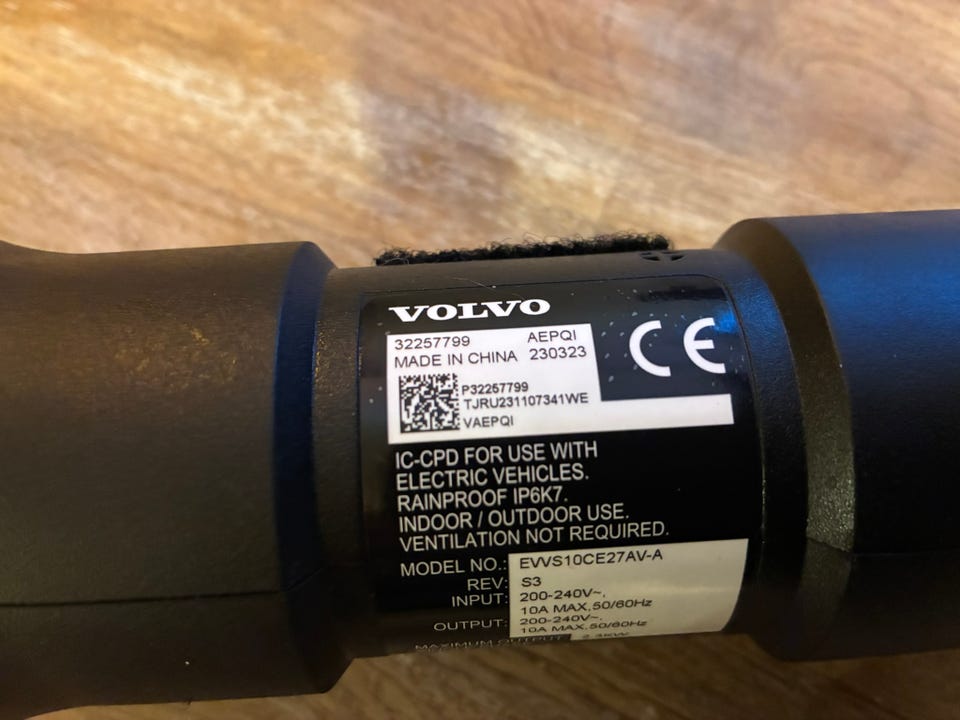 VOLVO
32257799 AEPQI
MADE IN CHINA 230323
CE
P32257799
TJRU231107341WE
VAEPQI
IC-CPD FOR USE WITH
ELECTRIC VEHICLES.
RAINPROOF IP6K7.
INDOOR / OUTDOOR USE.
VENTILATION NOT REQUIRED.
MODEL NO.: EVVS10CE27AV-A
REV: S3
INPUT: 200-240V~,
10A MAX,50/60Hz
OUTPUT: 200-240V~,
10A MAX,50/60Hz
MAXIMUM OUTPUT